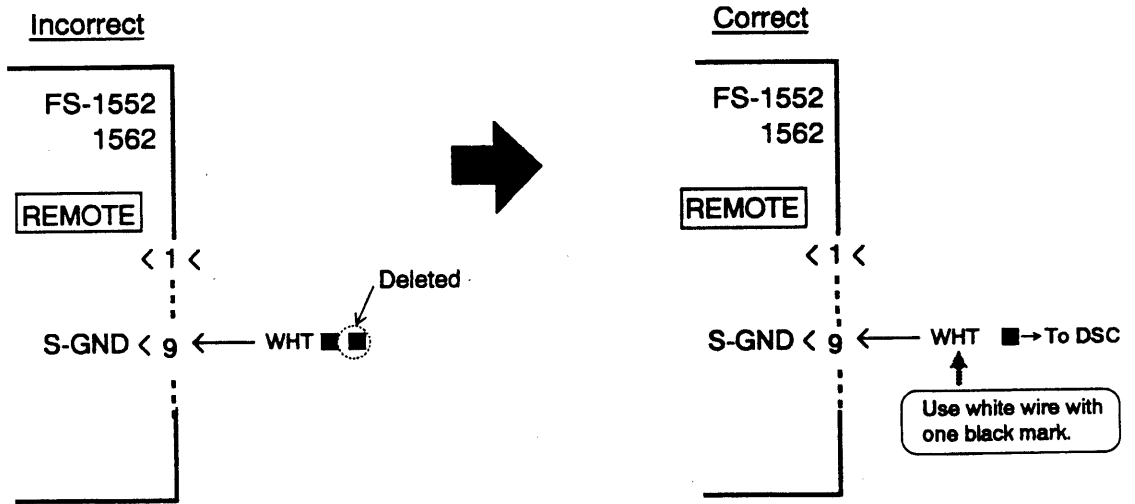 Incorrect
FS-1552
1562
REMOTE
< 1 <
Deleted
S-GND < 9 ← WHT ■ ■
Correct
FS-1552
1562
REMOTE
< 1 <
S-GND < 9 ← WHT ■→To DSC
Use white wire with
one black mark.